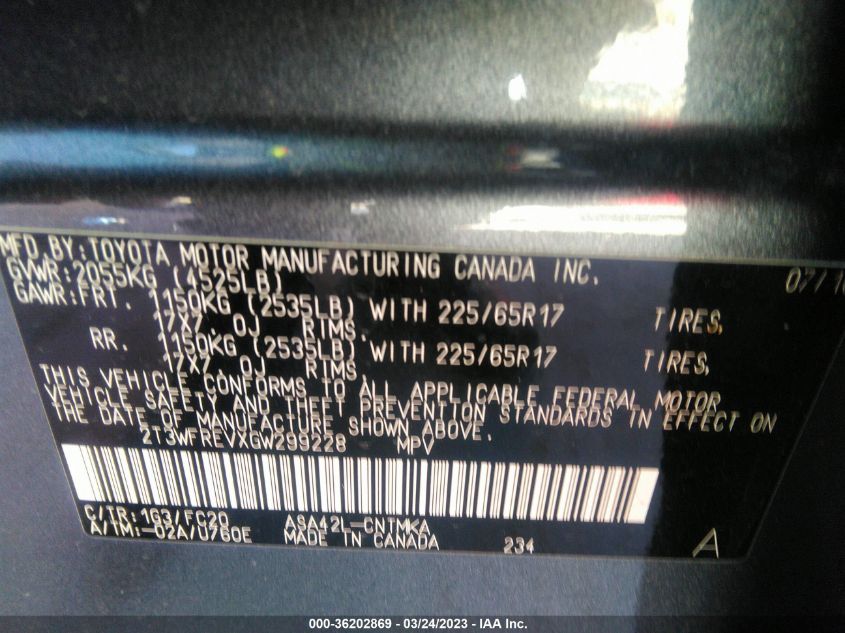 MFD.BY:TOYOTA MOTOR MANUFACTURING CANADA INC.
GVWR:2055KG (4525LB) 07/16
GAWR:FRT. 1150KG (2535LB) WITH 225/65R17 TIRES,
17X7.0J RIMS.
RR. 1150KG (2535LB) WITH 225/65R17 TIRES,
17X7.0J RIMS
THIS VEHICLE CONFORMS TO ALL APPLICABLE FEDERAL MOTOR
VEHICLE SAFETY AND THEFT PREVENTION STANDARDS IN EFFECT ON
THE DATE OF MANUFACTURE SHOWN ABOVE.
2T3WFREVXGW299228 MPV
C/TR:1G3/FC20 ASA42L-CNTMKA
A/TM:-02A/U760E MADE IN CANADA 234 A
000-36202869 - 03/24/2023 - IAA Inc.